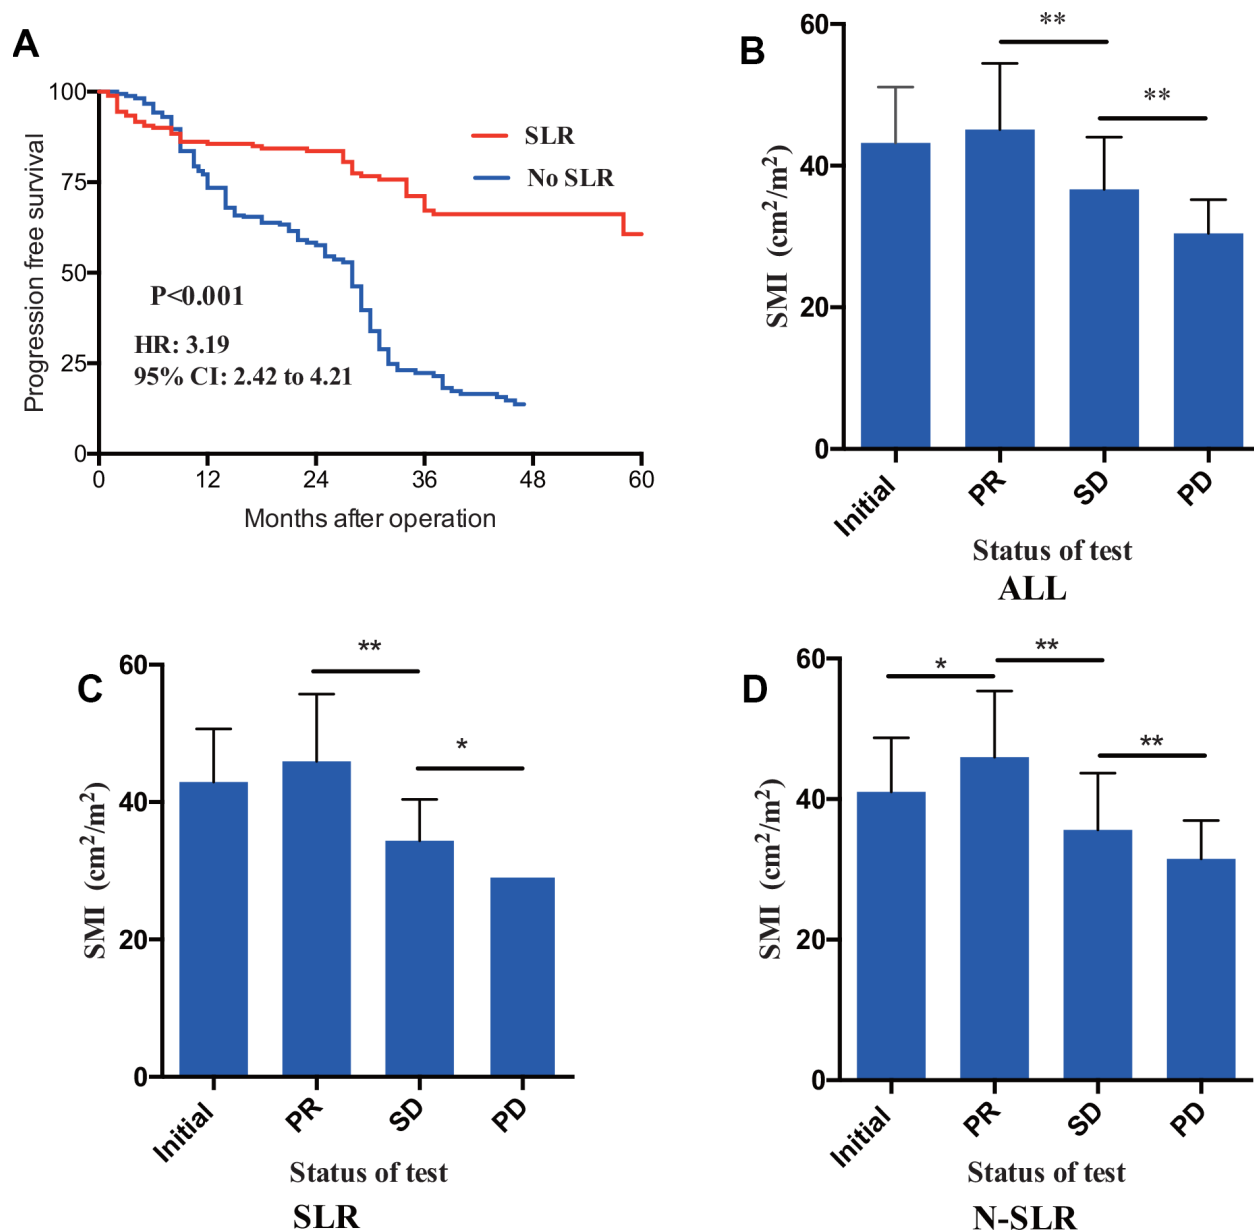 A
100
75
50
25
0
Progression free survival
SLR
No SLR
P<0.001
HR: 3.19
95% CI: 2.42 to 4.21
0 12 24 36 48 60
Months after operation
B
60
40
20
0
SMI (cm²/m²)
**
**
Initial PR SD PD
Status of test
ALL
C
60
40
20
0
SMI (cm²/m²)
**
*
Initial PR SD PD
Status of test
SLR
D
60
40
20
0
SMI (cm²/m²)
*
**
**
Initial PR SD PD
Status of test
N-SLR